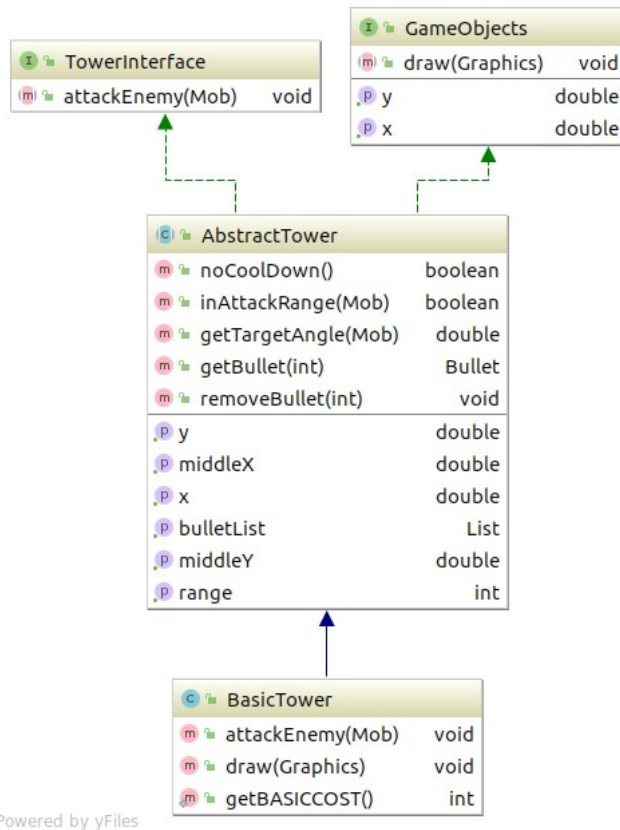 GameObjects
draw(Graphics) void
y double
x double
TowerInterface
attackEnemy(Mob) void
AbstractTower
noCoolDown() boolean
inAttackRange(Mob) boolean
getTargetAngle(Mob) double
getBullet(int) Bullet
removeBullet(int) void
y double
middleX double
x double
bulletList List
middleY double
range int
BasicTower
attackEnemy(Mob) void
draw(Graphics) void
getBASICCOST() int
Powered by yFiles